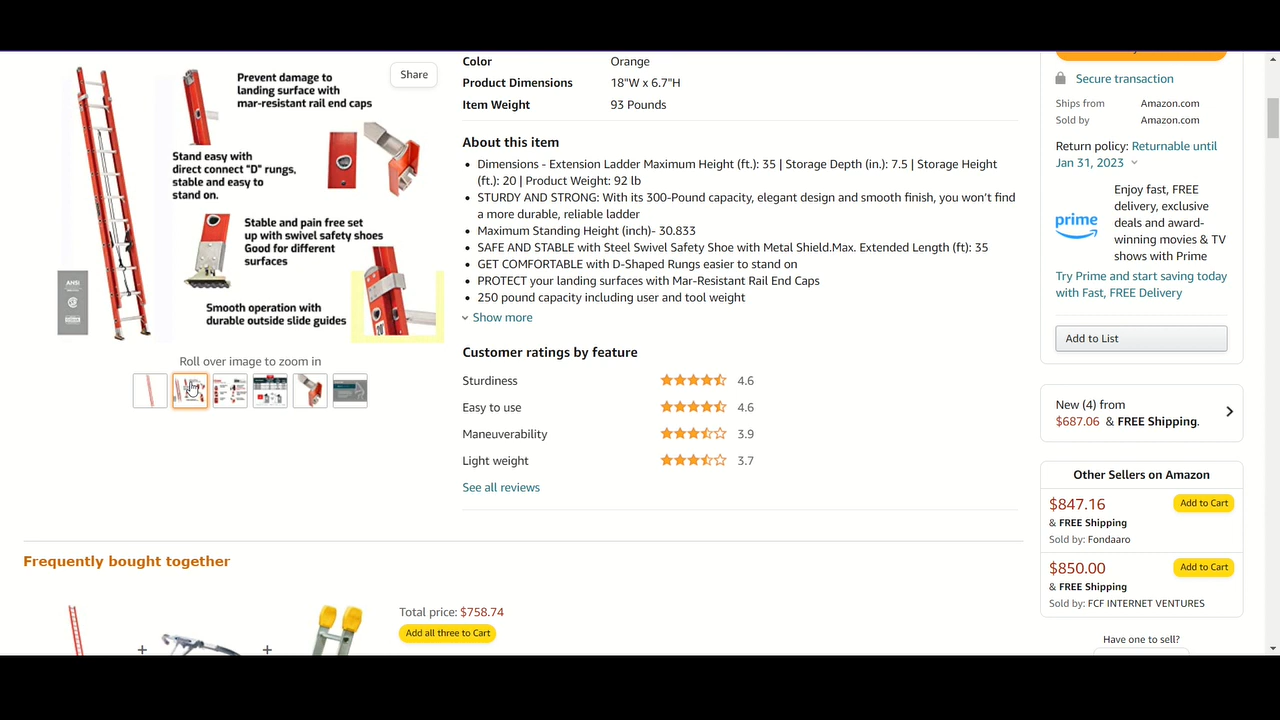 Prevent damage to
landing surface with
mar-resistant rail end caps
Stand easy with
direct connect "D" rungs,
stable and easy to
stand on.
Stable and pain free set
up with swivel safety shoes
Good for different
surfaces
ANSI
Smooth operation with
durable outside slide guides
Share
Roll over image to zoom in
Color Orange
Product Dimensions 18"W x 6.7"H
Item Weight 93 Pounds
About this item
• Dimensions - Extension Ladder Maximum Height (ft.): 35 | Storage Depth (in.): 7.5 | Storage Height
(ft.): 20 | Product Weight: 92 lb
• STURDY AND STRONG: With its 300-Pound capacity, elegant design and smooth finish, you won't find
a more durable, reliable ladder
• Maximum Standing Height (inch)- 30.833
• SAFE AND STABLE with Steel Swivel Safety Shoe with Metal Shield.Max. Extended Length (ft): 35
• GET COMFORTABLE with D-Shaped Rungs easier to stand on
• PROTECT your landing surfaces with Mar-Resistant Rail End Caps
• 250 pound capacity including user and tool weight
Show more
Customer ratings by feature
Sturdiness 4.6
Easy to use 4.6
Maneuverability 3.9
Light weight 3.7
See all reviews
Secure transaction
Ships from Amazon.com
Sold by Amazon.com
Return policy: Returnable until
Jan 31, 2023
prime
Enjoy fast, FREE
delivery, exclusive
deals and award-
winning movies & TV
shows with Prime
Try Prime and start saving today
with Fast, FREE Delivery
Add to List
New (4) from
$687.06 & FREE Shipping.
Other Sellers on Amazon
$847.16 Add to Cart
& FREE Shipping
Sold by: Fondaaro
$850.00 Add to Cart
& FREE Shipping
Sold by: FCF INTERNET VENTURES
Have one to sell?
Frequently bought together
+ +
Total price: $758.74
Add all three to Cart